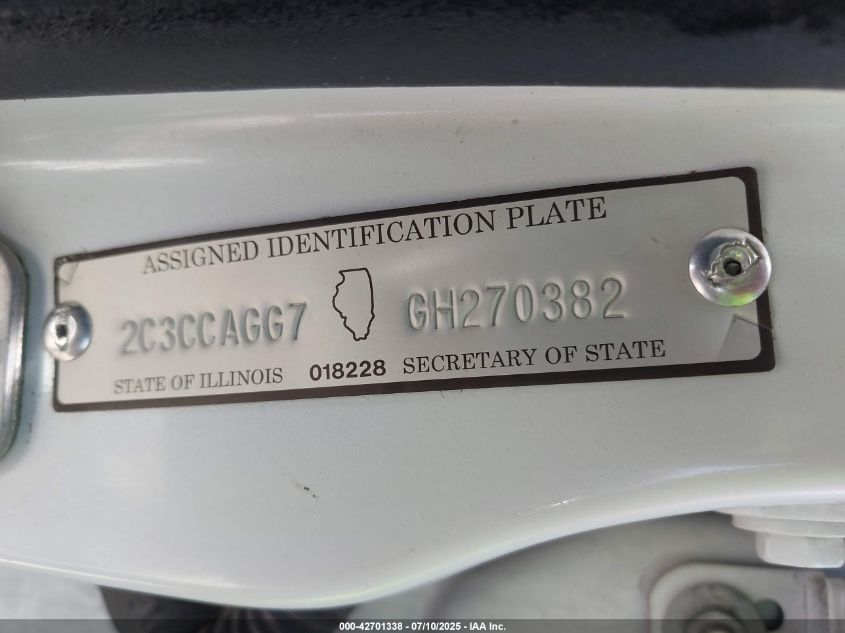 ASSIGNED IDENTIFICATION PLATE
2C3CCAGG7 GH270382
STATE OF ILLINOIS 018228 SECRETARY OF STATE
000-42701338 - 07/10/2025 - IAA Inc.